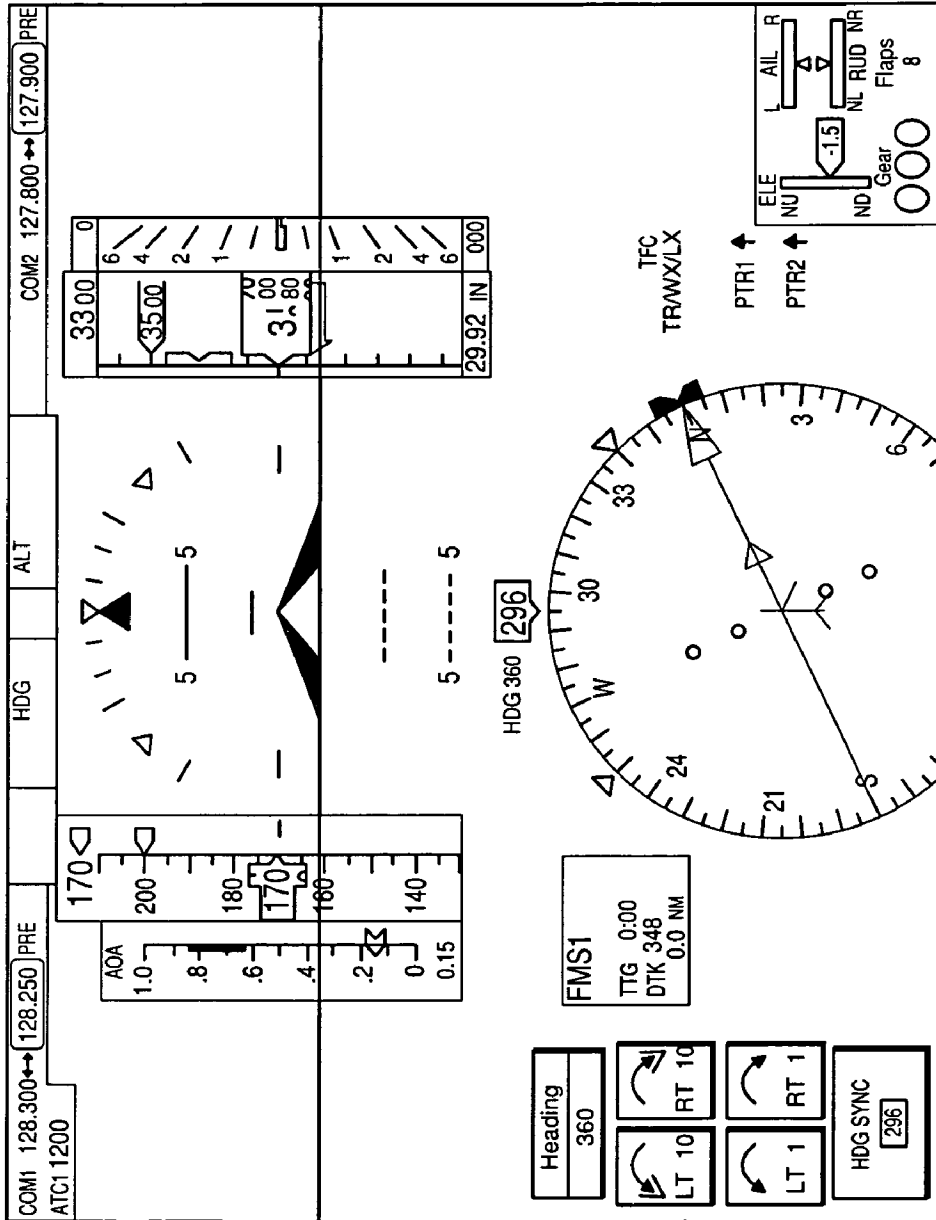 COM1 128.300↔128.250 PRE
HDG
ALT
COM2 127.800↔127.900 PRE
ATC1 1200
AOA
1.0
.8
.6
.4
.2
0
0.15
170
200
180
170
160
140
5 5
5 5
3300
3500
00
80
29.92 IN
0
6
4
2
1
1
2
4
6
000
Heading
360
LT 10
RT 10
LT 1
RT 1
HDG SYNC
296
FMS1
TTG 0:00
DTK 348
0.0 NM
HDG 360
296
21
24
W
30
33
N
3
6
S
TFC
TR/WX/LX
PTR1
PTR2
ELE
NU
ND
-1.5
L AIL R
NL RUD NR
Gear
Flaps
8